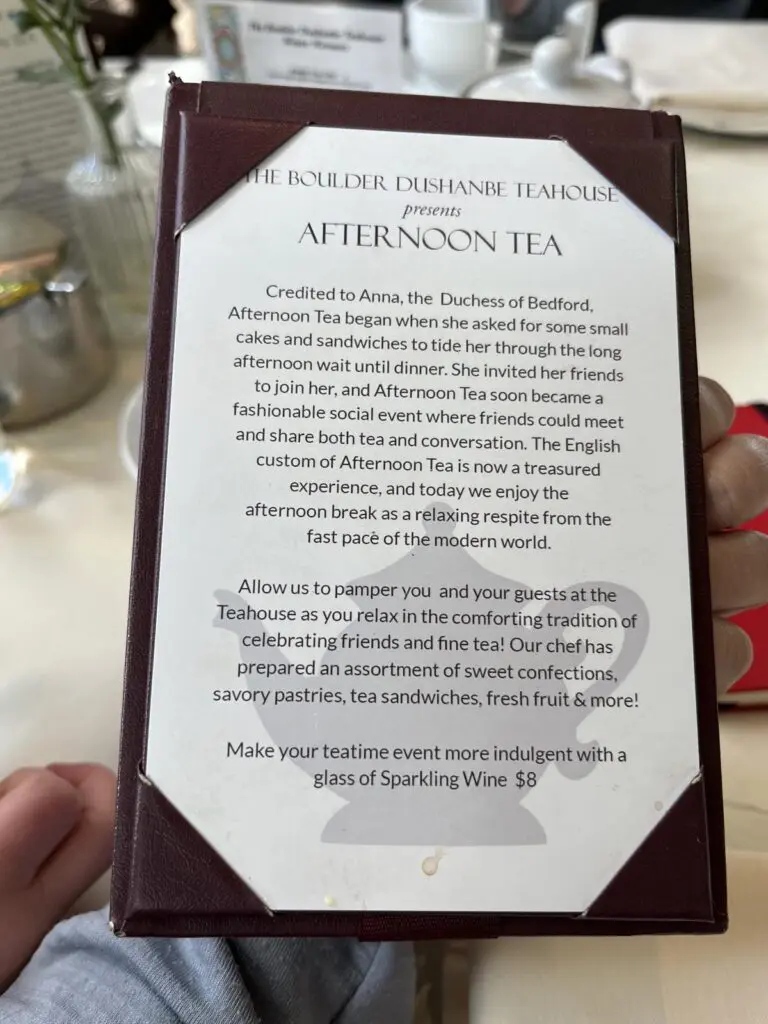 THE BOULDER DUSHANBE TEAHOUSE
presents
AFTERNOON TEA
Credited to Anna, the Duchess of Bedford,
Afternoon Tea began when she asked for some small
cakes and sandwiches to tide her through the long
afternoon wait until dinner. She invited her friends
to join her, and Afternoon Tea soon became a
fashionable social event where friends could meet
and share both tea and conversation. The English
custom of Afternoon Tea is now a treasured
experience, and today we enjoy the
afternoon break as a relaxing respite from the
fast pace of the modern world.
Allow us to pamper you and your guests at the
Teahouse as you relax in the comforting tradition of
celebrating friends and fine tea! Our chef has
prepared an assortment of sweet confections,
savory pastries, tea sandwiches, fresh fruit & more!
Make your teatime event more indulgent with a
glass of Sparkling Wine $8
The Boulder Dushanbe Teahouse